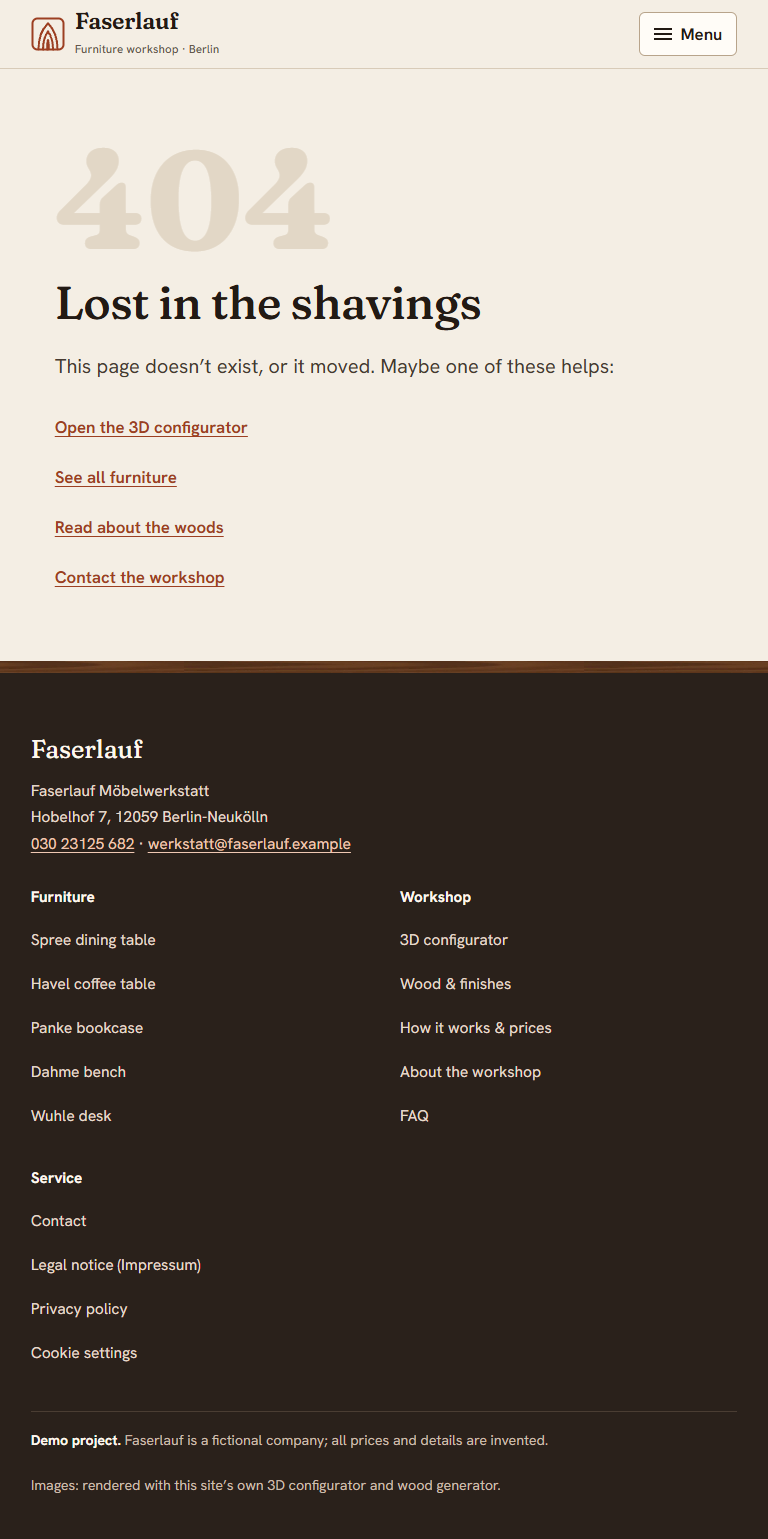 Faserlauf
Furniture workshop · Berlin
Menu
404
Lost in the shavings
This page doesn’t exist, or it moved. Maybe one of these helps:
Open the 3D configurator
See all furniture
Read about the woods
Contact the workshop
Faserlauf
Faserlauf Möbelwerkstatt
Hobelhof 7, 12059 Berlin-Neukölln
030 23125 682 · werkstatt@faserlauf.example
Furniture
Spree dining table
Havel coffee table
Panke bookcase
Dahme bench
Wuhle desk
Workshop
3D configurator
Wood & finishes
How it works & prices
About the workshop
FAQ
Service
Contact
Legal notice (Impressum)
Privacy policy
Cookie settings
Demo project. Faserlauf is a fictional company; all prices and details are invented.
Images: rendered with this site’s own 3D configurator and wood generator.